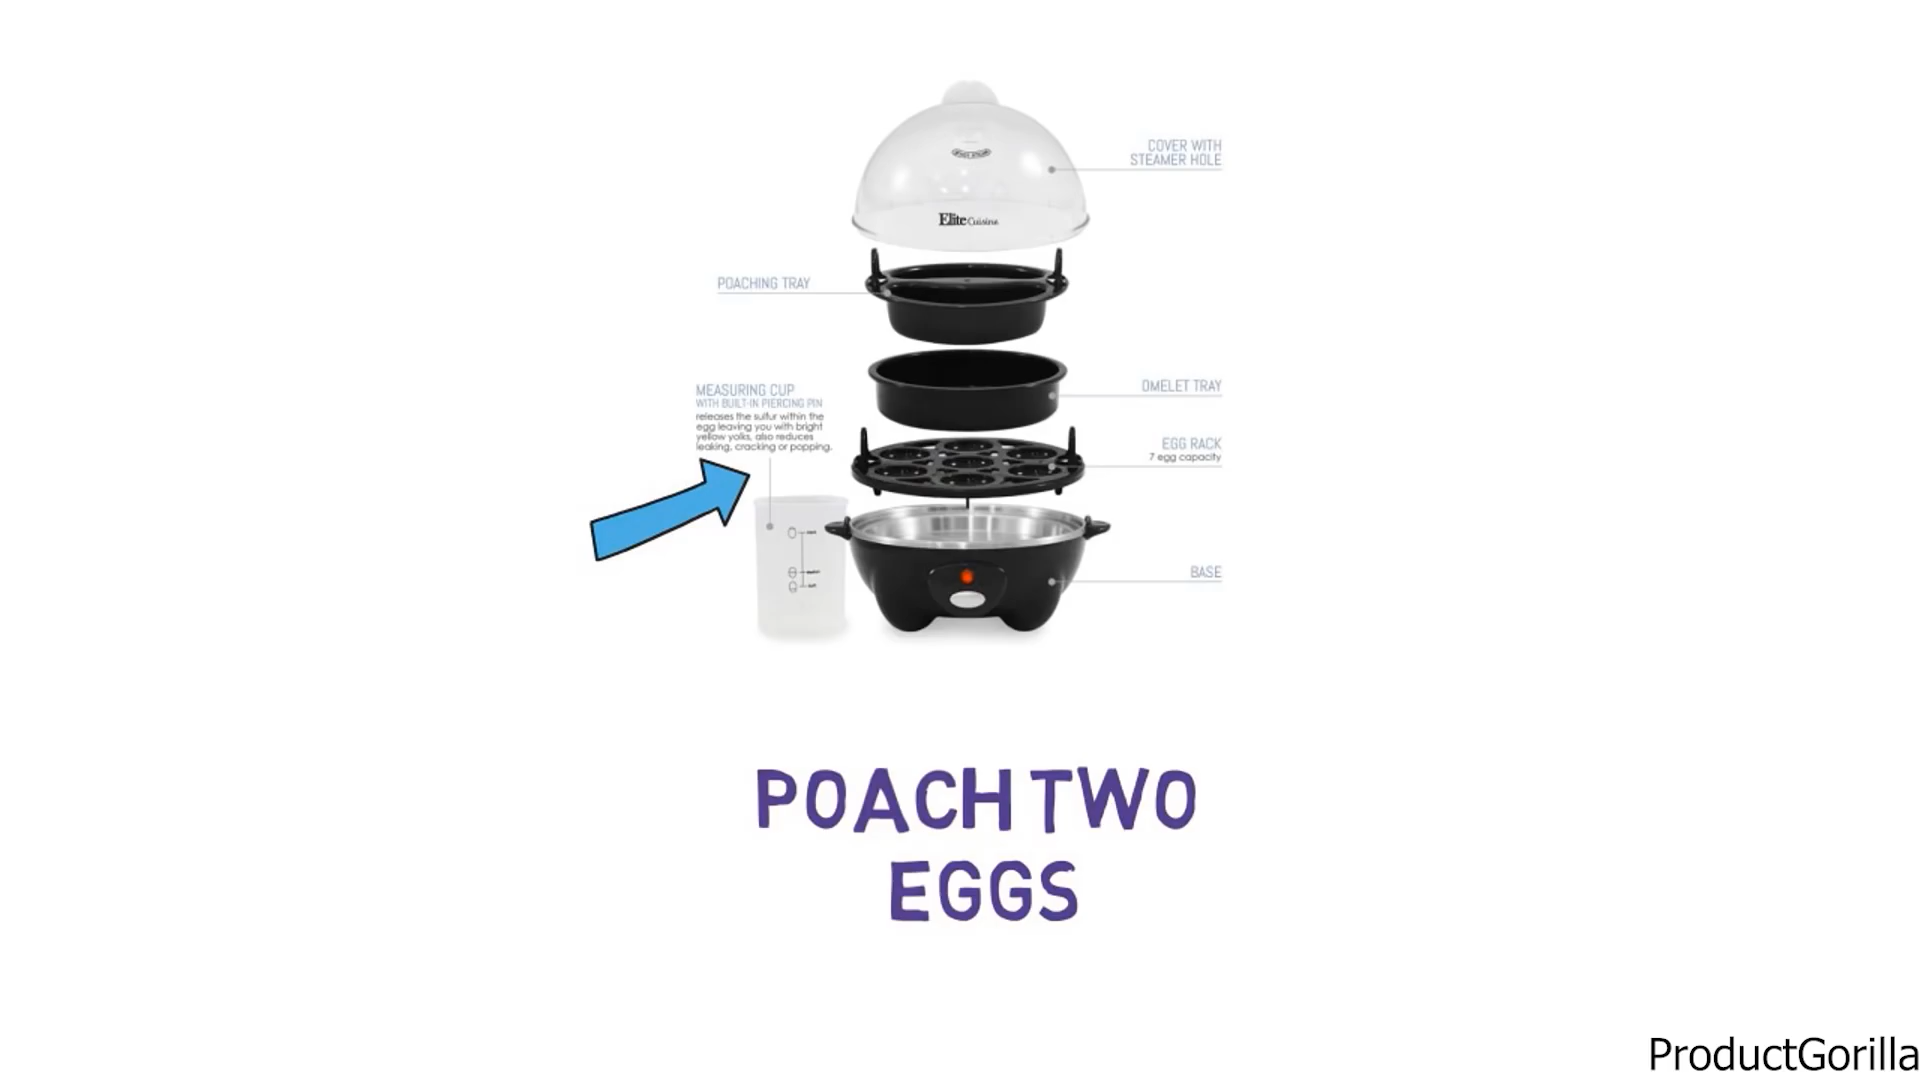 COVER WITH
STEAMER HOLE
Elite Cuisine
POACHING TRAY
MEASURING CUP
WITH BUILT-IN PIERCING PIN
releases the sulfur within the
egg leaving you with bright
yellow yolks, also reduces
leaking, cracking or popping.
OMELET TRAY
EGG RACK
7 egg capacity
BASE
POACH TWO
EGGS
ProductGorilla